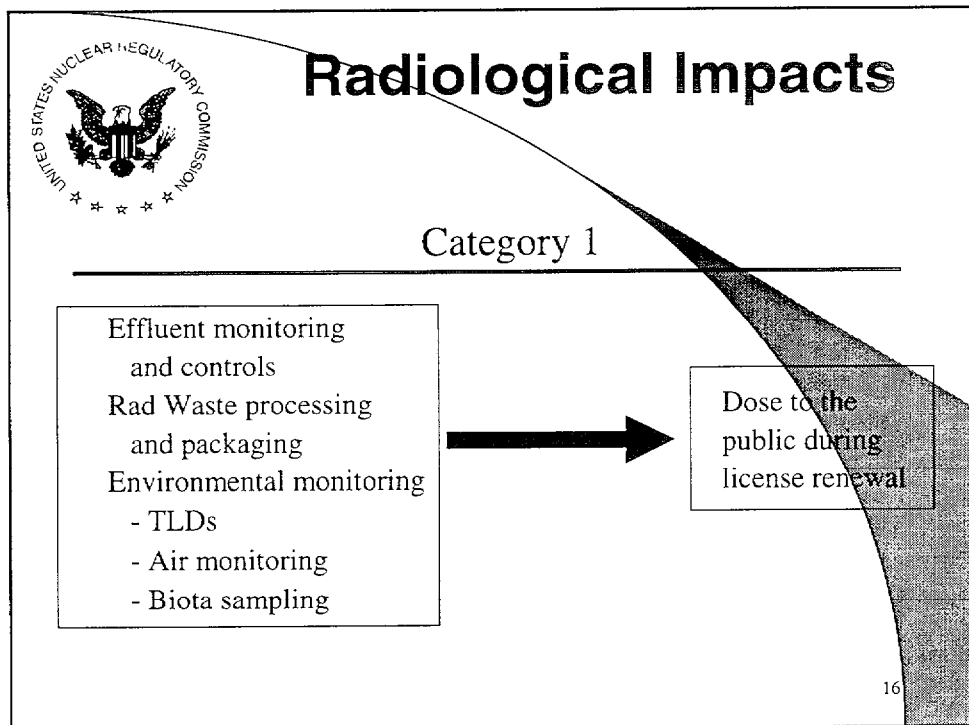 UNITED STATES NUCLEAR REGULATORY COMMISSION
Radiological Impacts
Category 1
Effluent monitoring
and controls
Rad Waste processing
and packaging
Environmental monitoring
- TLDs
- Air monitoring
- Biota sampling
Dose to the
public during
license renewal
16